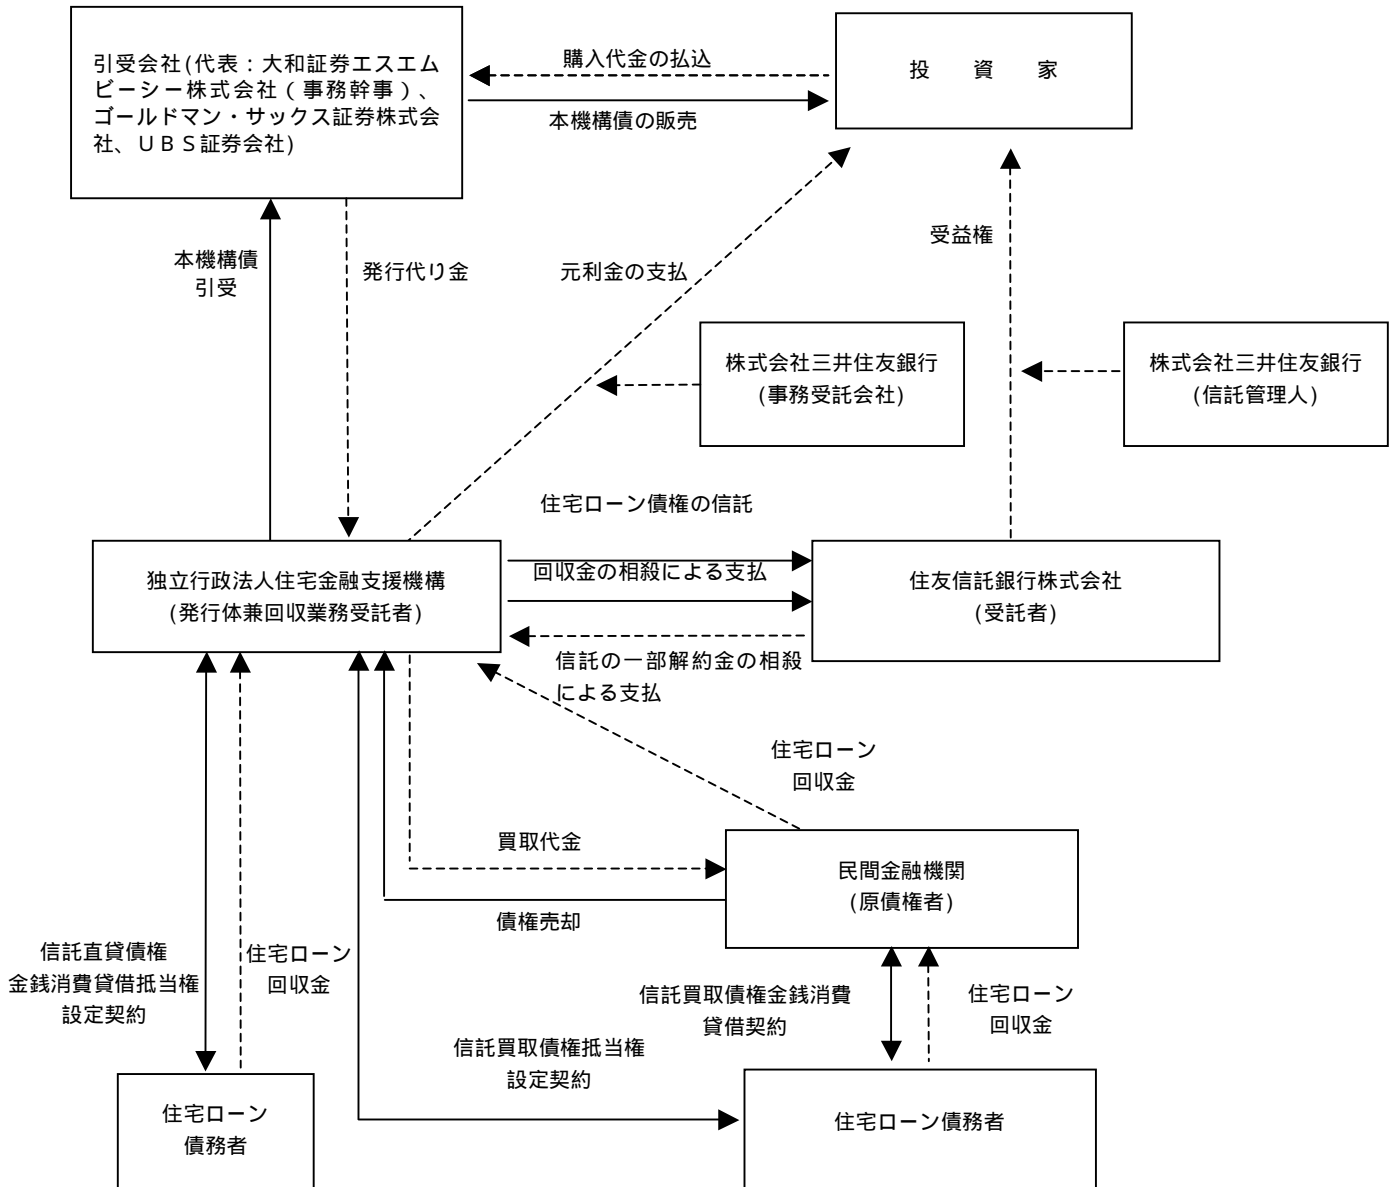 引受会社(代表：大和証券エスエム
ビーシー株式会社（事務幹事）、
ゴールドマン・サックス証券株式会
社、ＵＢＳ証券会社)
購入代金の払込
本機構債の販売
投　資　家
本機構債
引受
発行代り金
元利金の支払
受益権
株式会社三井住友銀行
(事務受託会社)
株式会社三井住友銀行
(信託管理人)
住宅ローン債権の信託
独立行政法人住宅金融支援機構
(発行体兼回収業務受託者)
回収金の相殺による支払
住友信託銀行株式会社
(受託者)
信託の一部解約金の相殺
による支払
住宅ローン
回収金
買取代金
民間金融機関
(原債権者)
債権売却
信託直貸債権
金銭消費貸借抵当権
設定契約
住宅ローン
回収金
信託買取債権金銭消費
貸借契約
住宅ローン
回収金
信託買取債権抵当権
設定契約
住宅ローン
債務者
住宅ローン債務者